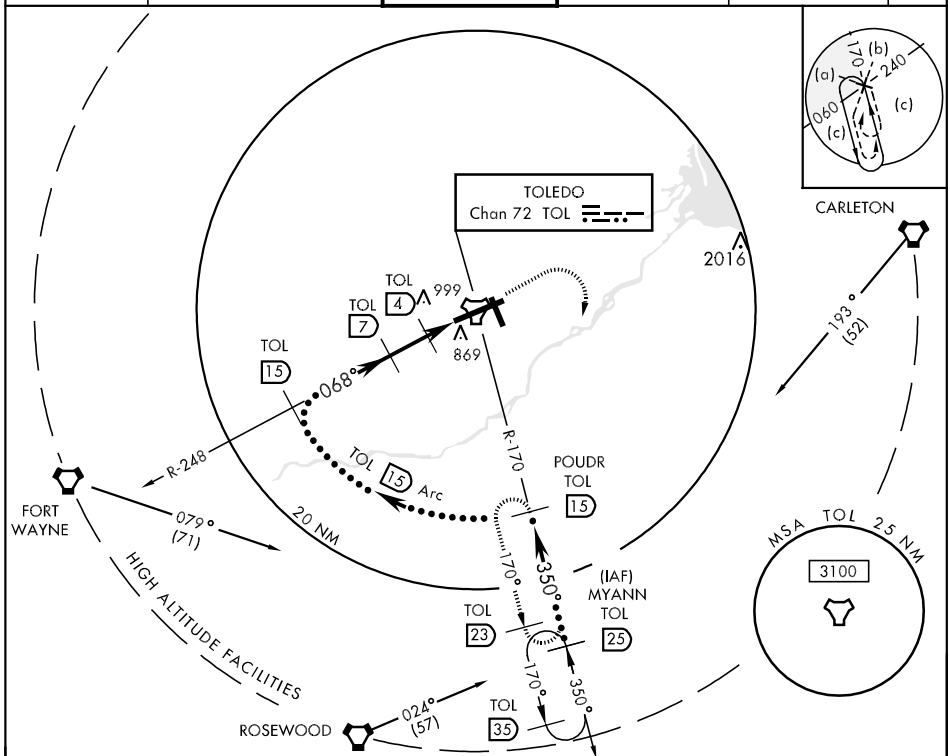 170
(b)
240
(a)
(c)
060
(c)
CARLETON
TOLEDO
Chan 72 TOL
2016
193°
(52)
TOL
4
999
TOL
7
869
TOL
15
068°
R-248
R-170
TOL 15 Arc
POUDR
TOL
15
FORT
WAYNE
079°
(71)
20 NM
MSA TOL 25 NM
3100
170°
350°
(IAF)
MYANN
TOL
25
TOL
23
HIGH ALTITUDE FACILITIES
170°
350°
TOL
35
024°
(57)
ROSEWOOD